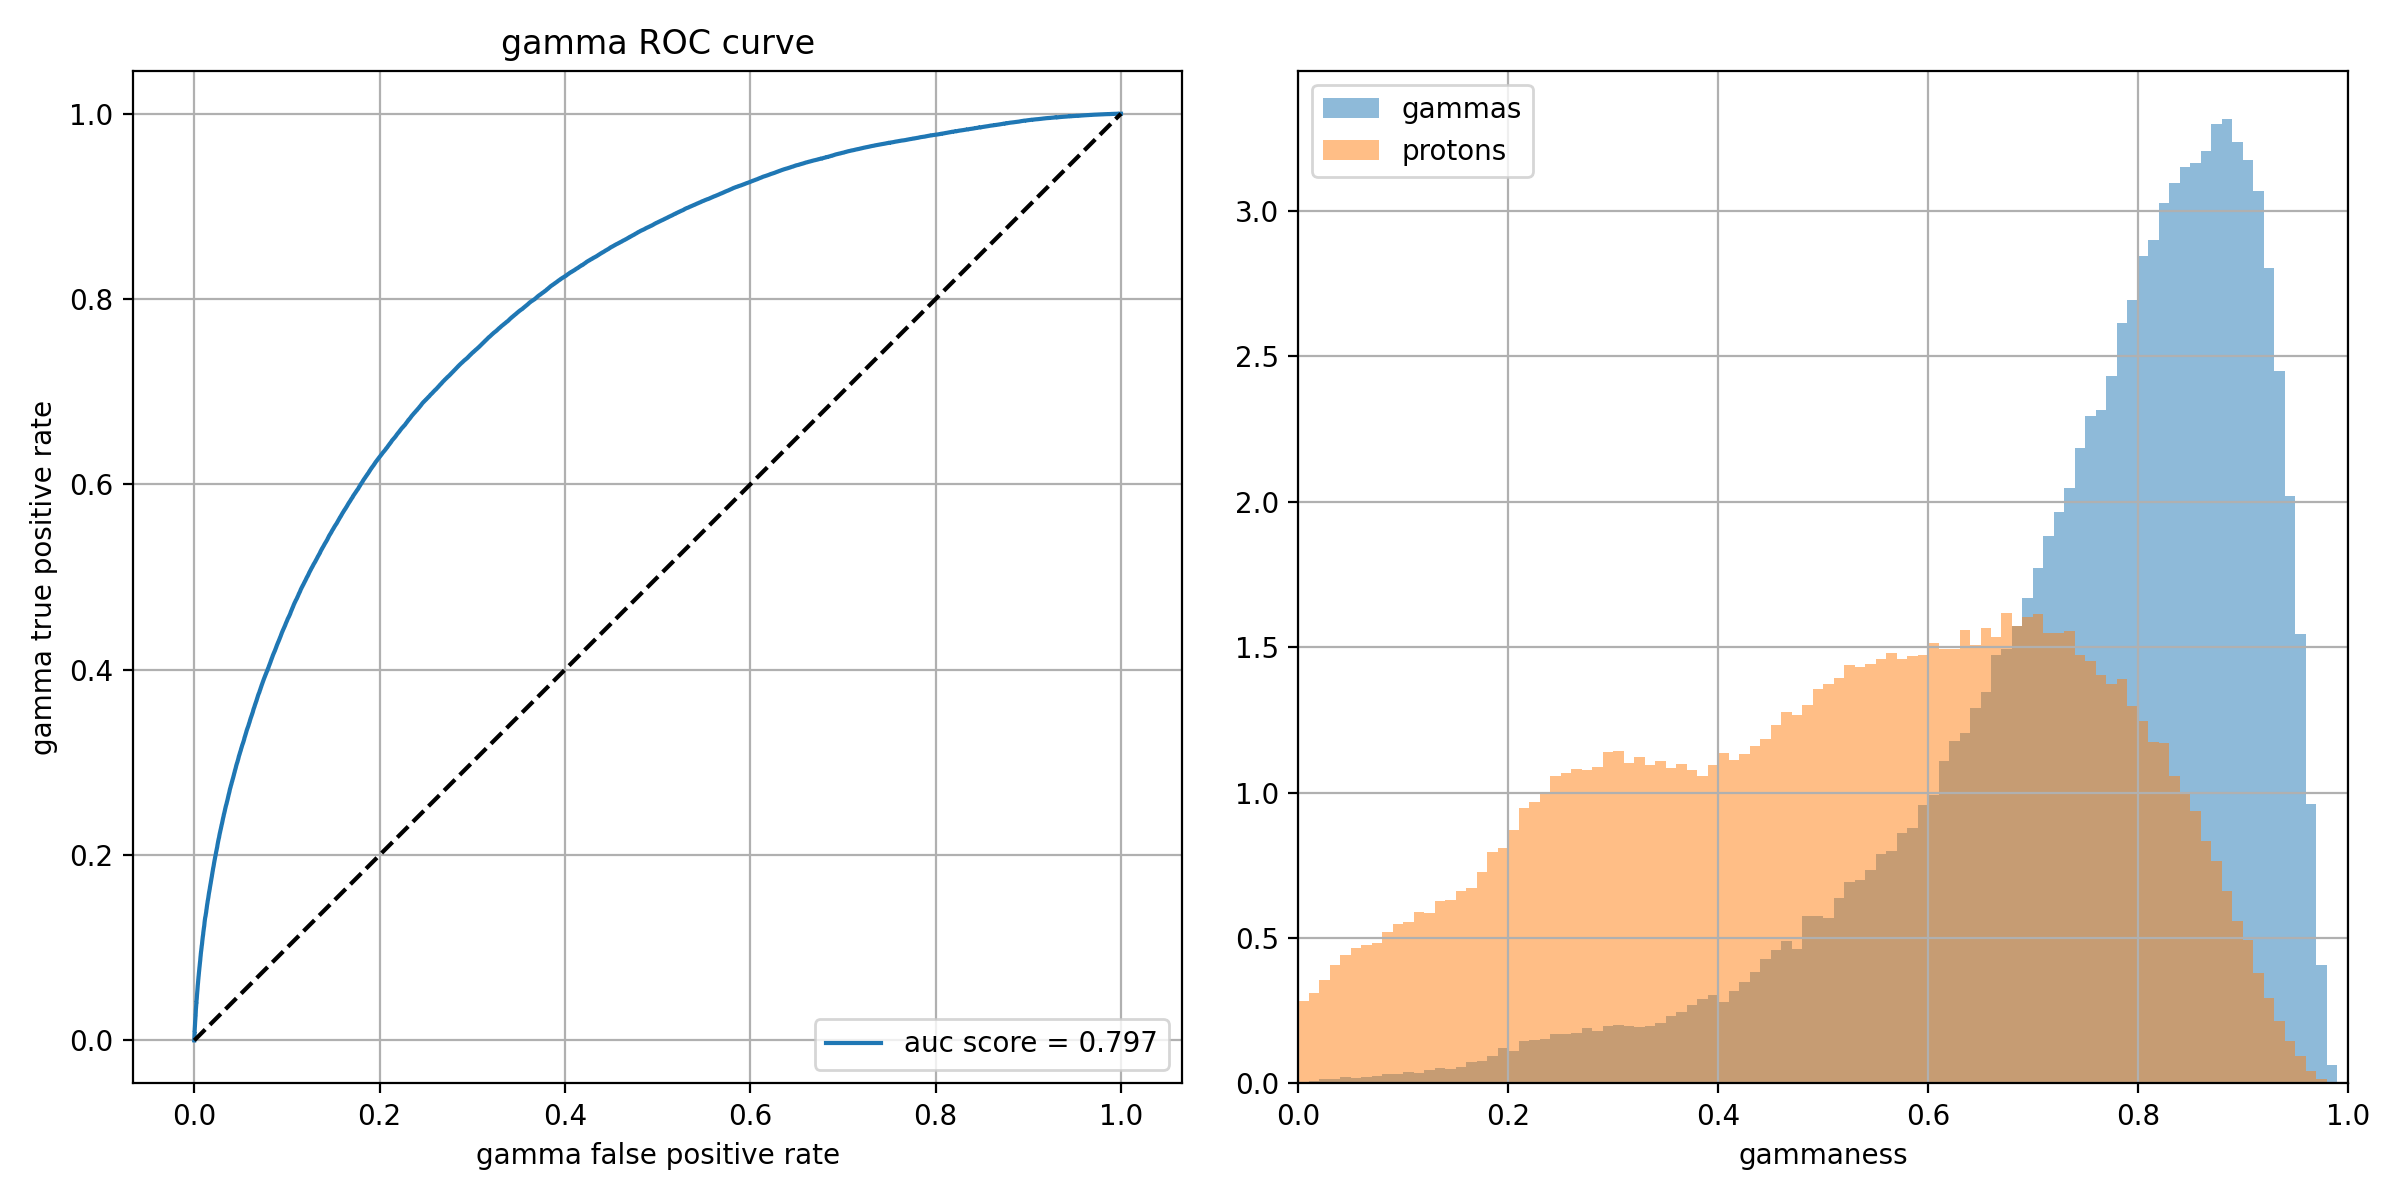 gamma ROC curve
gamma true positive rate
1.0
0.8
0.6
0.4
0.2
0.0
0.0 0.2 0.4 0.6 0.8 1.0
gamma false positive rate
auc score = 0.797
gammas
protons
3.0
2.5
2.0
1.5
1.0
0.5
0.0
0.0 0.2 0.4 0.6 0.8 1.0
gammaness